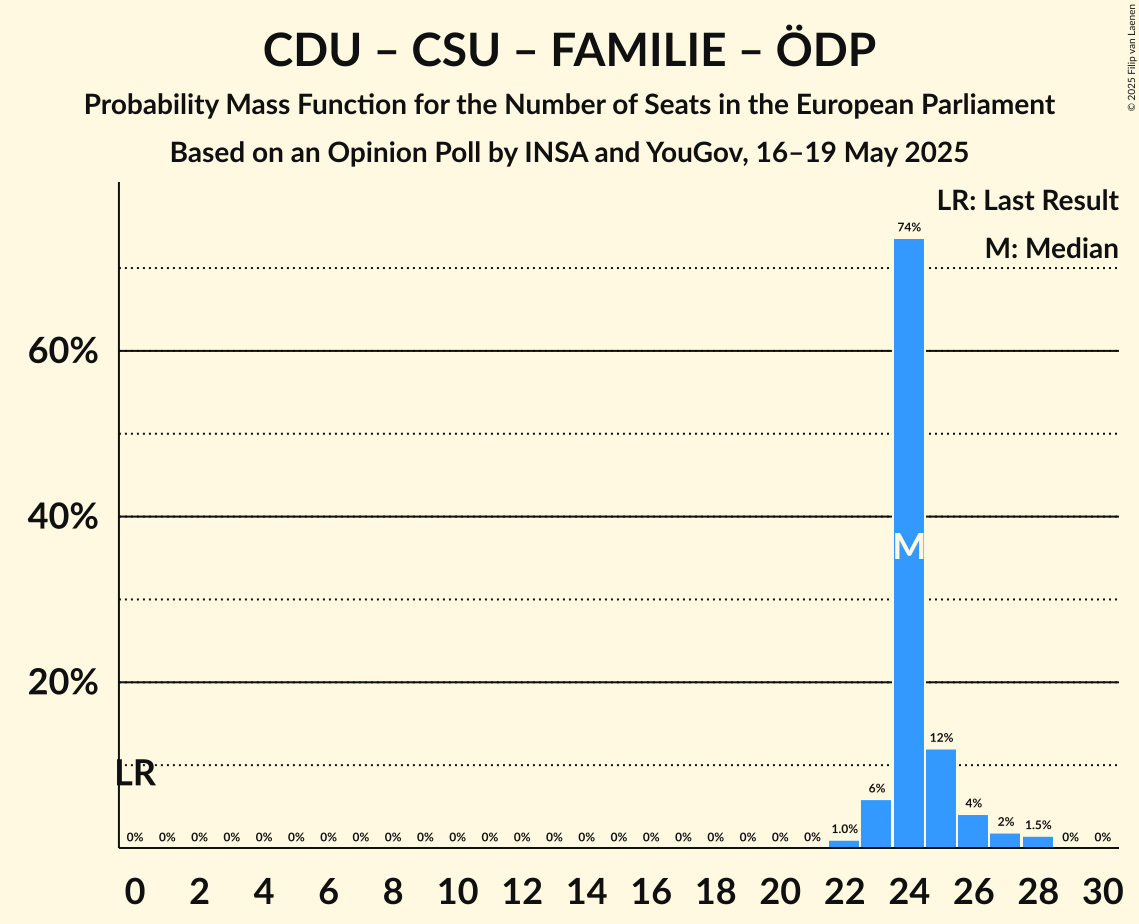 CDU – CSU – FAMILIE – ÖDP
Probability Mass Function for the Number of Seats in the European Parliament
Based on an Opinion Poll by INSA and YouGov, 16–19 May 2025
© 2025 Filip van Laenen
LR: Last Result
M: Median
74%
60%
40%
M
20%
12%
LR
6%
4%
2%
1.0%
1.5%
0% 0% 0% 0% 0% 0% 0% 0% 0% 0% 0% 0% 0% 0% 0% 0% 0% 0% 0% 0% 0% 0% 0% 0%
0 2 4 6 8 10 12 14 16 18 20 22 24 26 28 30